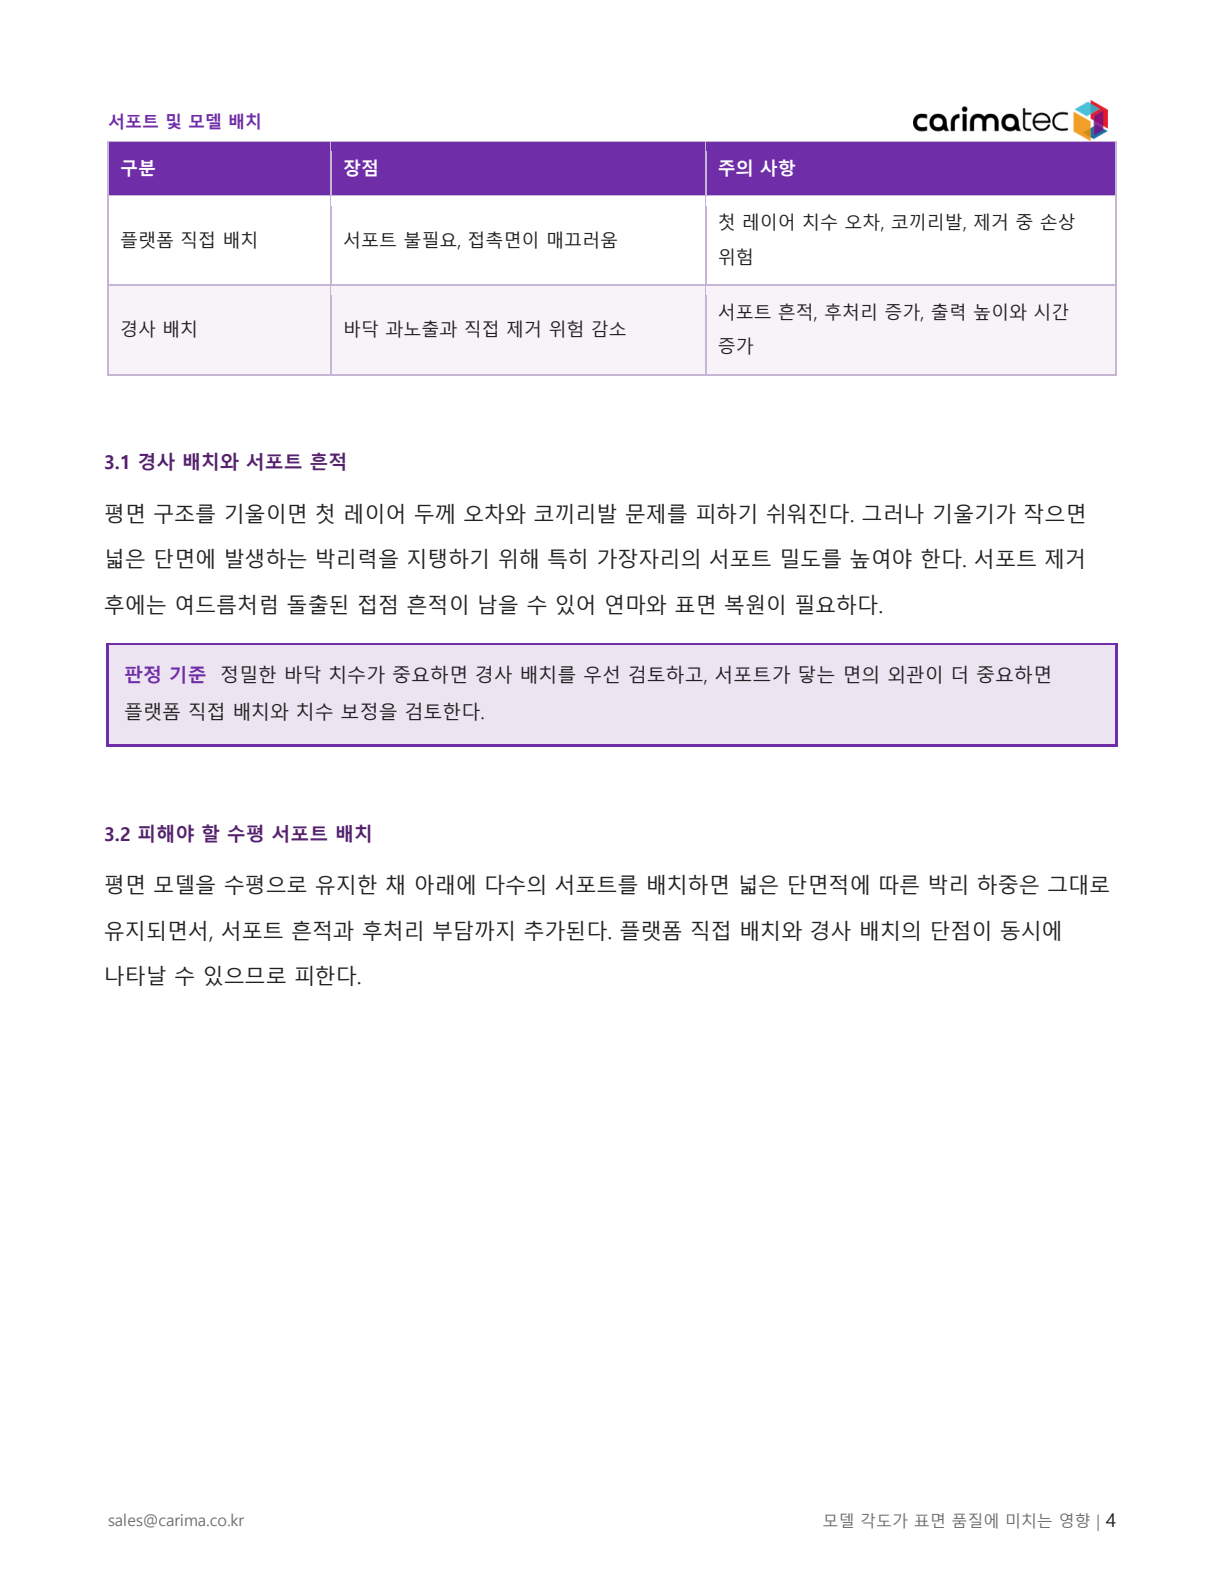 서포트 및 모델 배치
carimatec
구분 장점 주의 사항
플랫폼 직접 배치 서포트 불필요, 접촉면이 매끄러움 첫 레이어 치수 오차, 코끼리발, 제거 중 손상
위험
경사 배치 바닥 과노출과 직접 제거 위험 감소 서포트 흔적, 후처리 증가, 출력 높이와 시간
증가
3.1 경사 배치와 서포트 흔적
평면 구조를 기울이면 첫 레이어 두께 오차와 코끼리발 문제를 피하기 쉬워진다. 그러나 기울기가 작으면
넓은 단면에 발생하는 박리력을 지탱하기 위해 특히 가장자리의 서포트 밀도를 높여야 한다. 서포트 제거
후에는 여드름처럼 돌출된 접점 흔적이 남을 수 있어 연마와 표면 복원이 필요하다.
판정 기준 정밀한 바닥 치수가 중요하면 경사 배치를 우선 검토하고, 서포트가 닿는 면의 외관이 더 중요하면
플랫폼 직접 배치와 치수 보정을 검토한다.
3.2 피해야 할 수평 서포트 배치
평면 모델을 수평으로 유지한 채 아래에 다수의 서포트를 배치하면 넓은 단면적에 따른 박리 하중은 그대로
유지되면서, 서포트 흔적과 후처리 부담까지 추가된다. 플랫폼 직접 배치와 경사 배치의 단점이 동시에
나타날 수 있으므로 피한다.
sales@carima.co.kr 모델 각도가 표면 품질에 미치는 영향 | 4